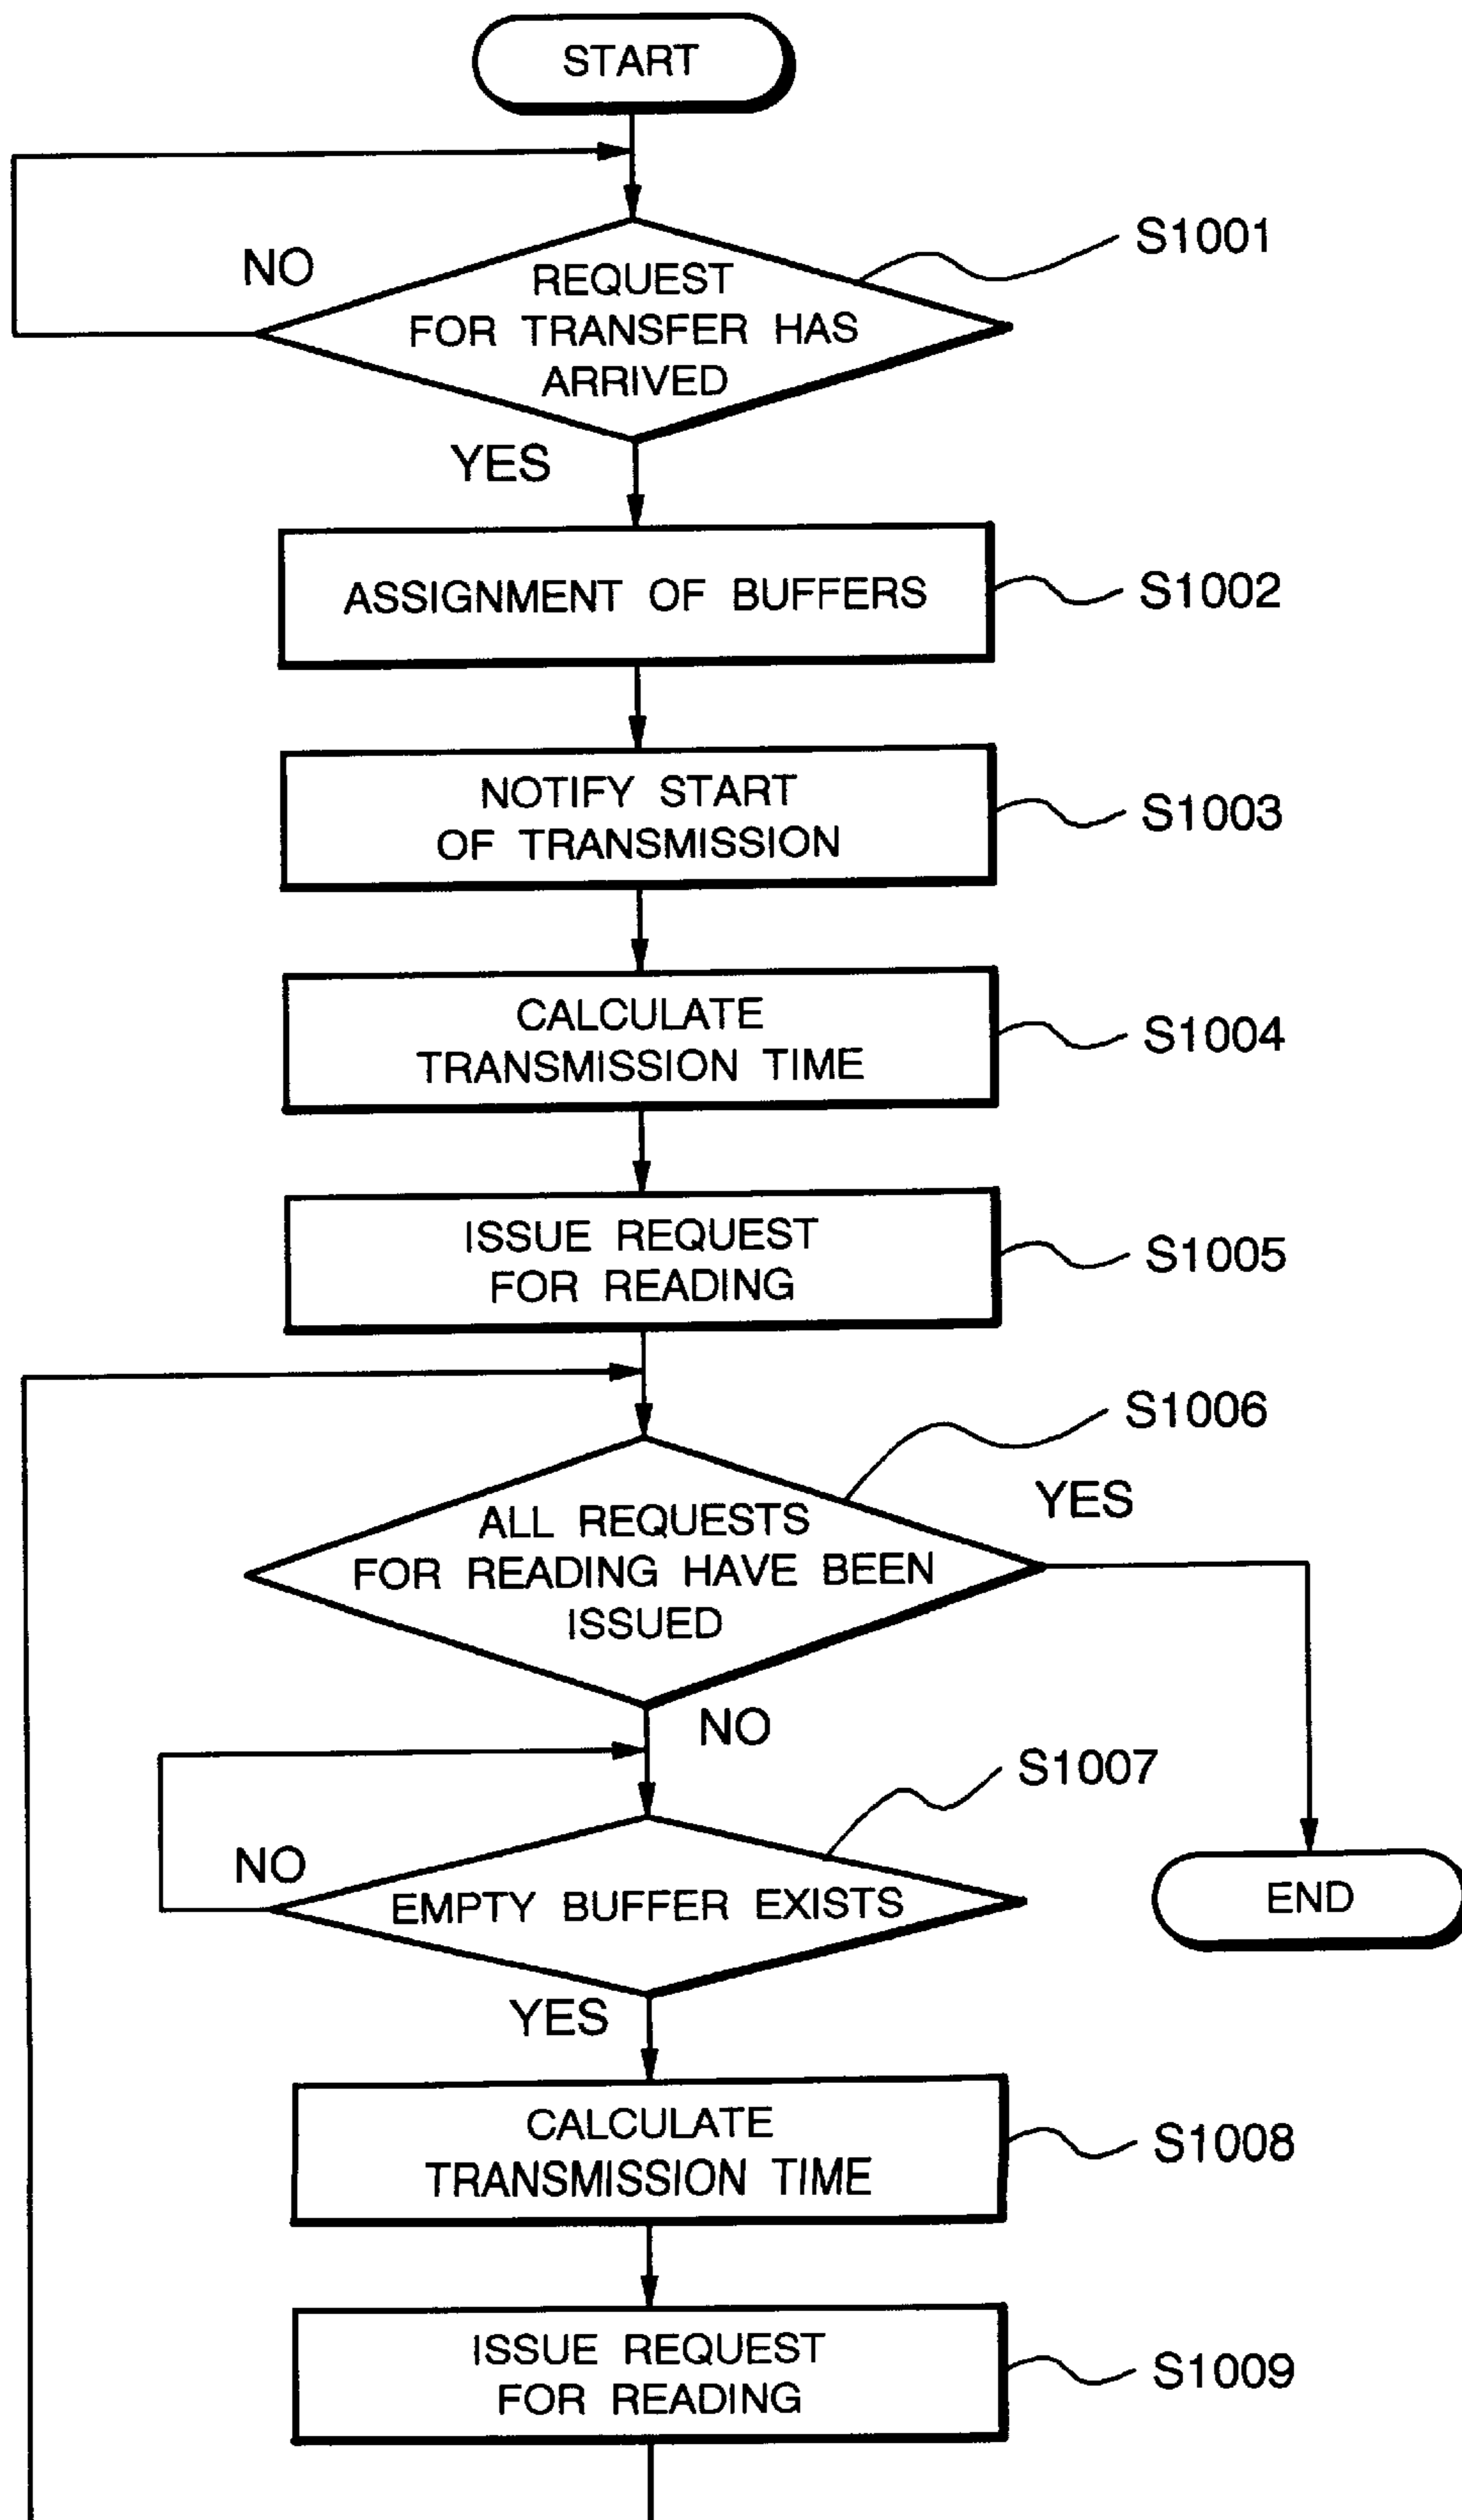 START
S1001
NO
REQUEST
FOR TRANSFER HAS
ARRIVED
YES
ASSIGNMENT OF BUFFERS
S1002
NOTIFY START
OF TRANSMISSION
S1003
CALCULATE
TRANSMISSION TIME
S1004
ISSUE REQUEST
FOR READING
S1005
S1006
YES
ALL REQUESTS
FOR READING HAVE BEEN
ISSUED
NO
S1007
NO
EMPTY BUFFER EXISTS
END
YES
CALCULATE
TRANSMISSION TIME
S1008
ISSUE REQUEST
FOR READING
S1009